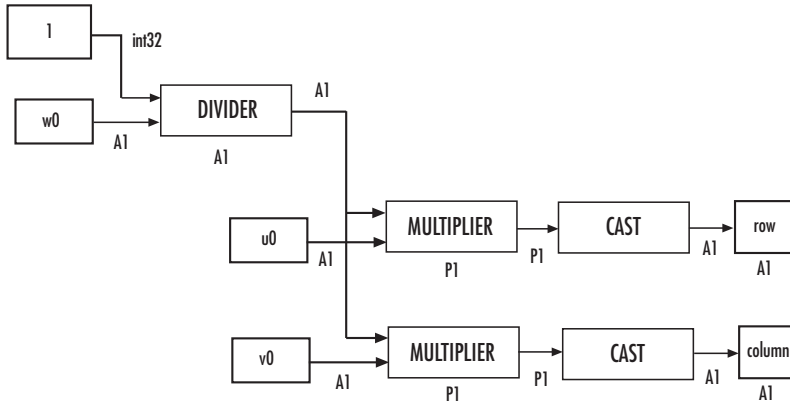 1
int32
w0
A1
DIVIDER
A1
A1
u0
A1
MULTIPLIER
P1
P1
CAST
A1
row
A1
v0
A1
MULTIPLIER
P1
P1
CAST
A1
column
A1